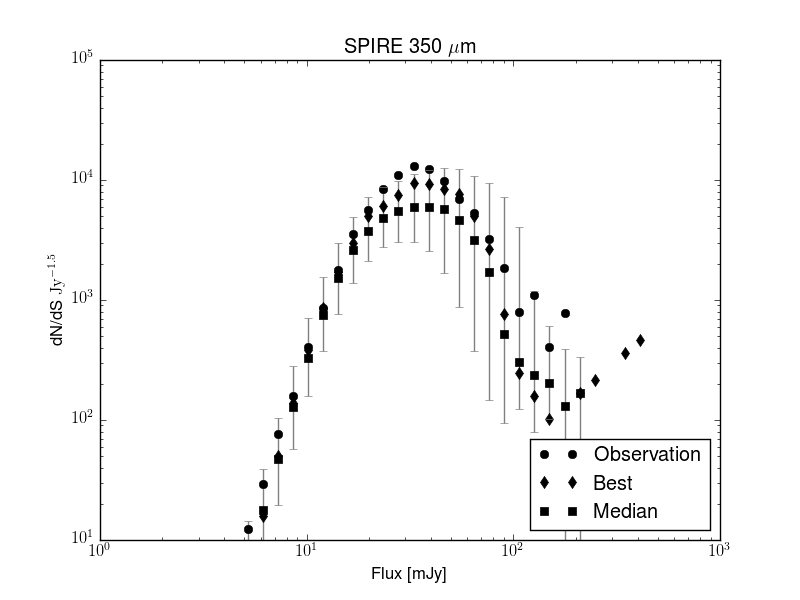 SPIRE 350 μm
10^5
10^4
10^3
10^2
10^1
dN/dS Jy^−1.5
Observation
Best
Median
10^0
10^1
10^2
10^3
Flux [mJy]